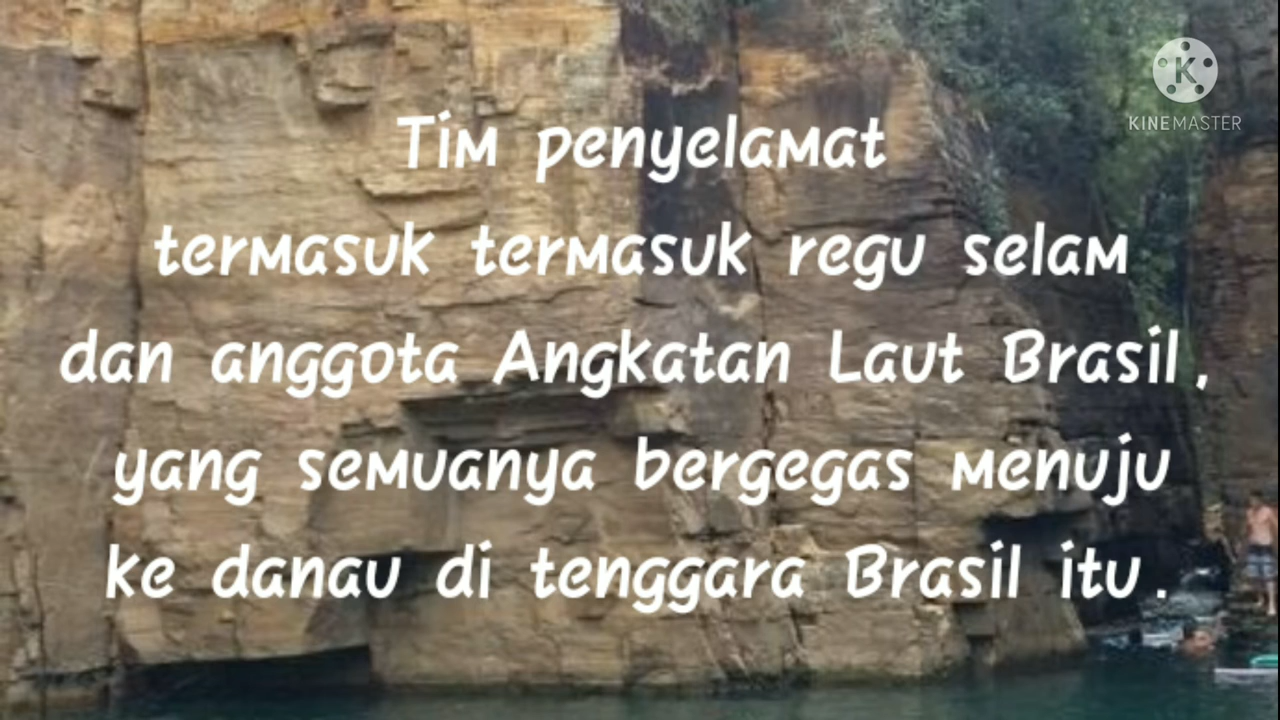 Tim penyelamat
termasuk termasuk regu selam
dan anggota Angkatan Laut Brasil,
yang semuanya bergegas menuju
ke danau di tenggara Brasil itu.
K
KINEMASTER